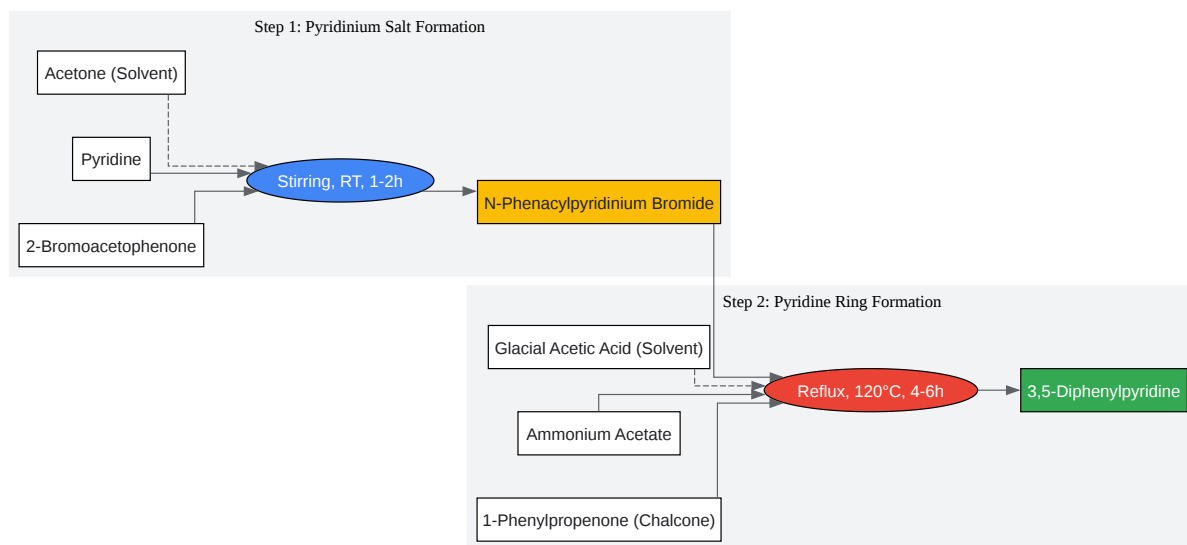 Step 1: Pyridinium Salt Formation
Acetone (Solvent)
Pyridine
Stirring, RT, 1-2h
N-Phenacylpyridinium Bromide
2-Bromoacetophenone
Step 2: Pyridine Ring Formation
Glacial Acetic Acid (Solvent)
Reflux, 120°C, 4-6h
3,5-Diphenylpyridine
Ammonium Acetate
1-Phenylpropenone (Chalcone)